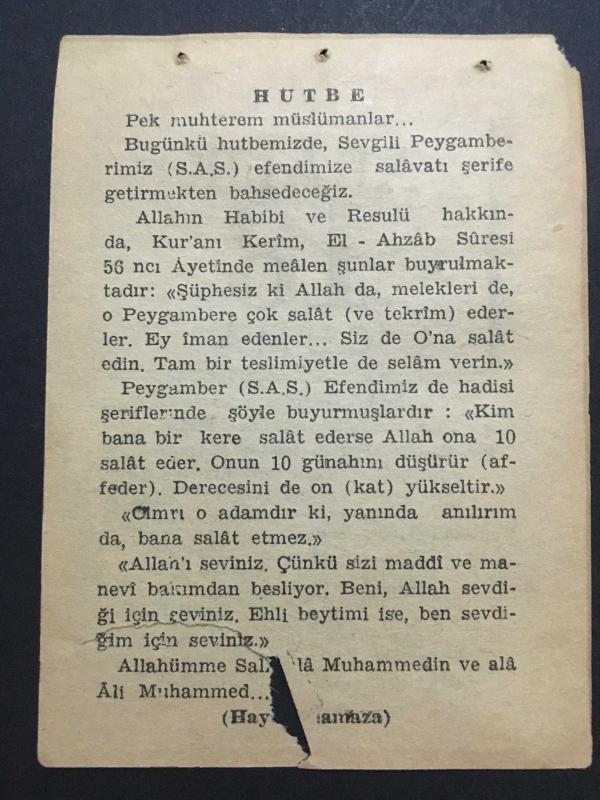 HUTBE
Pek muhterem müslümanlar...
Bugünkü hutbemizde, Sevgili Peygambe-
rimiz (S.A.S.) efendimize salâvatı şerife
getirmekten bahsedeceğiz.
Allahın Habibi ve Resulü hakkın-
da, Kur'anı Kerîm, El - Ahzâb Sûresi
56 ncı Âyetinde meâlen şunlar buyrulmak-
tadır: «Şüphesiz ki Allah da, melekleri de,
o Peygambere çok salât (ve tekrîm) eder-
ler. Ey îman edenler... Siz de O'na salât
edin. Tam bir teslimiyetle de selâm verin.»
Peygamber (S.A.S.) Efendimiz de hadisi
şeriflerinde şöyle buyurmuşlardır : «Kim
bana bir kere salât ederse Allah ona 10
salât eder. Onun 10 günahını düşürür (af-
feder). Derecesini de on (kat) yükseltir.»
«Cimri o adamdır ki, yanında anılırım
da, bana salât etmez.»
«Allah'ı seviniz. Çünkü sizi maddî ve ma-
nevî bakımdan besliyor. Beni, Allah sevdi-
ği için seviniz. Ehli beytimi ise, ben sevdi-
ğim için seviniz.»
Allahümme Muhammedin ve alâ
Âli Muhammed...